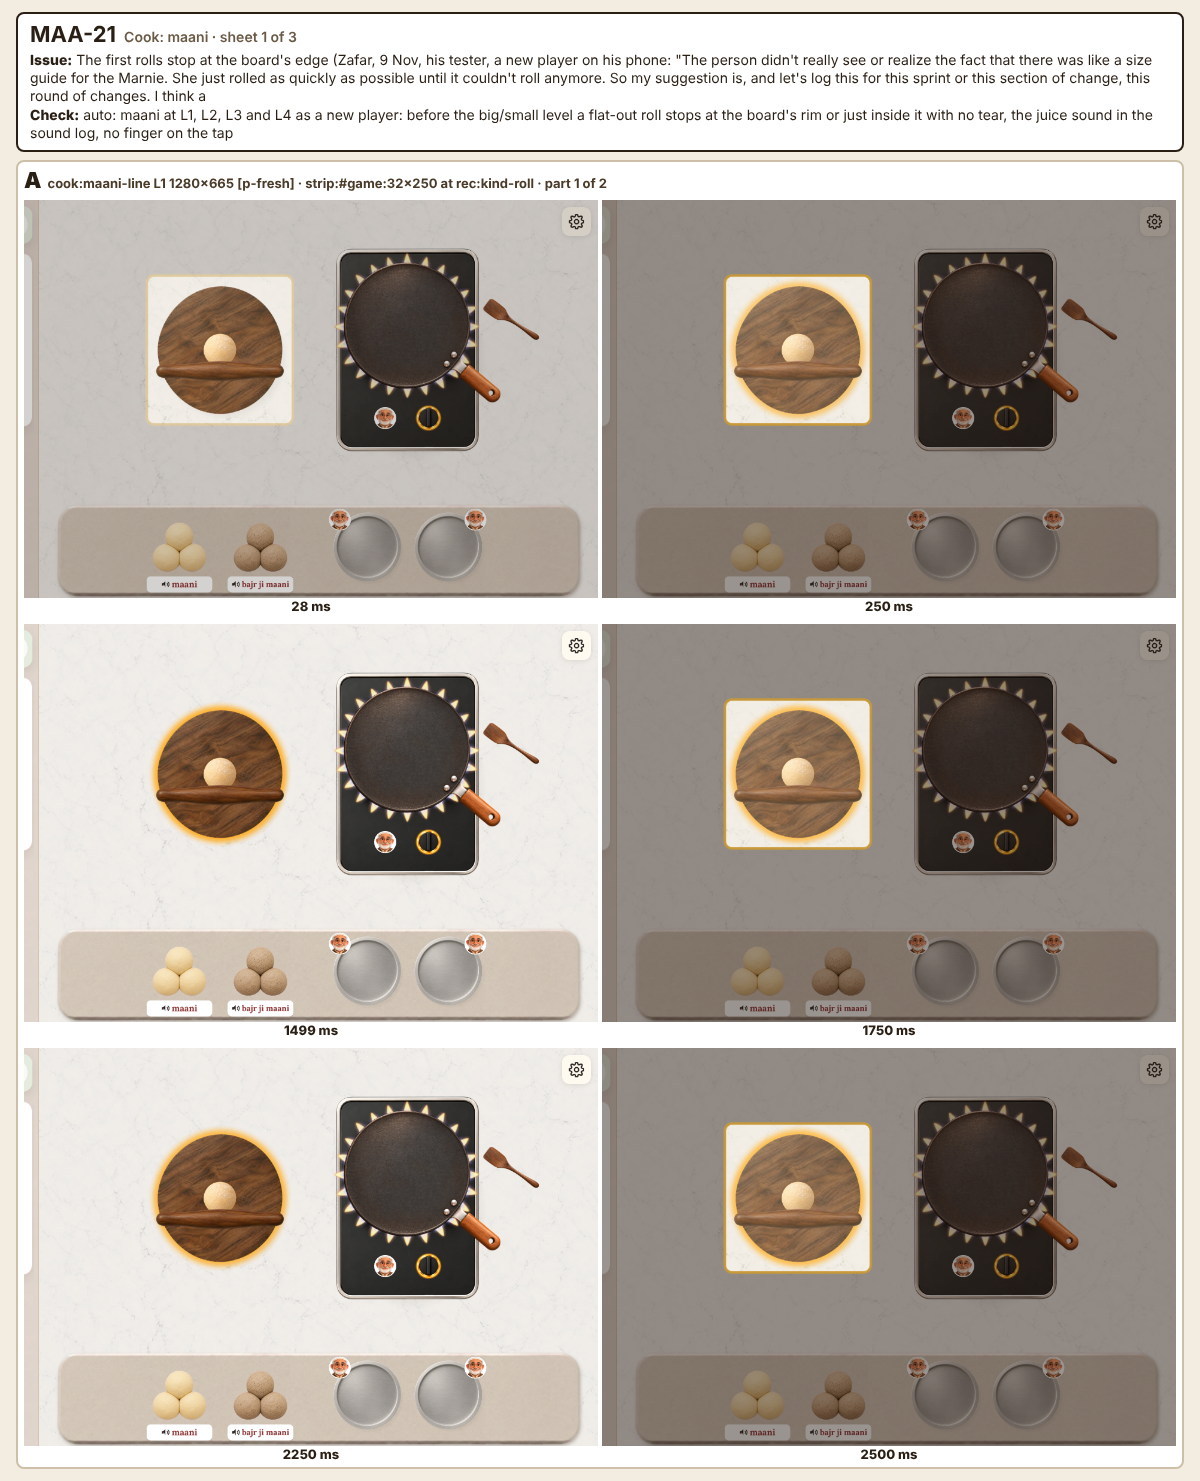 MAA-21 Cook: maani · sheet 1 of 3
Issue: The first rolls stop at the board's edge (Zafar, 9 Nov, his tester, a new player on his phone: "The person didn't really see or realize the fact that there was like a size
guide for the Marnie. She just rolled as quickly as possible until it couldn't roll anymore. So my suggestion is, and let's log this for this sprint or this section of change, this
round of changes. I think a
Check: auto: maani at L1, L2, L3 and L4 as a new player: before the big/small level a flat-out roll stops at the board's rim or just inside it with no tear, the juice sound in the
sound log, no finger on the tap
A cook:maani-line L1 1280×665 [p-fresh] · strip:#game:32×250 at rec:kind-roll · part 1 of 2
maani bajr ji maani
maani bajr ji maani
28 ms
250 ms
maani bajr ji maani
maani bajr ji maani
1499 ms
1750 ms
maani bajr ji maani
maani bajr ji maani
2250 ms
2500 ms